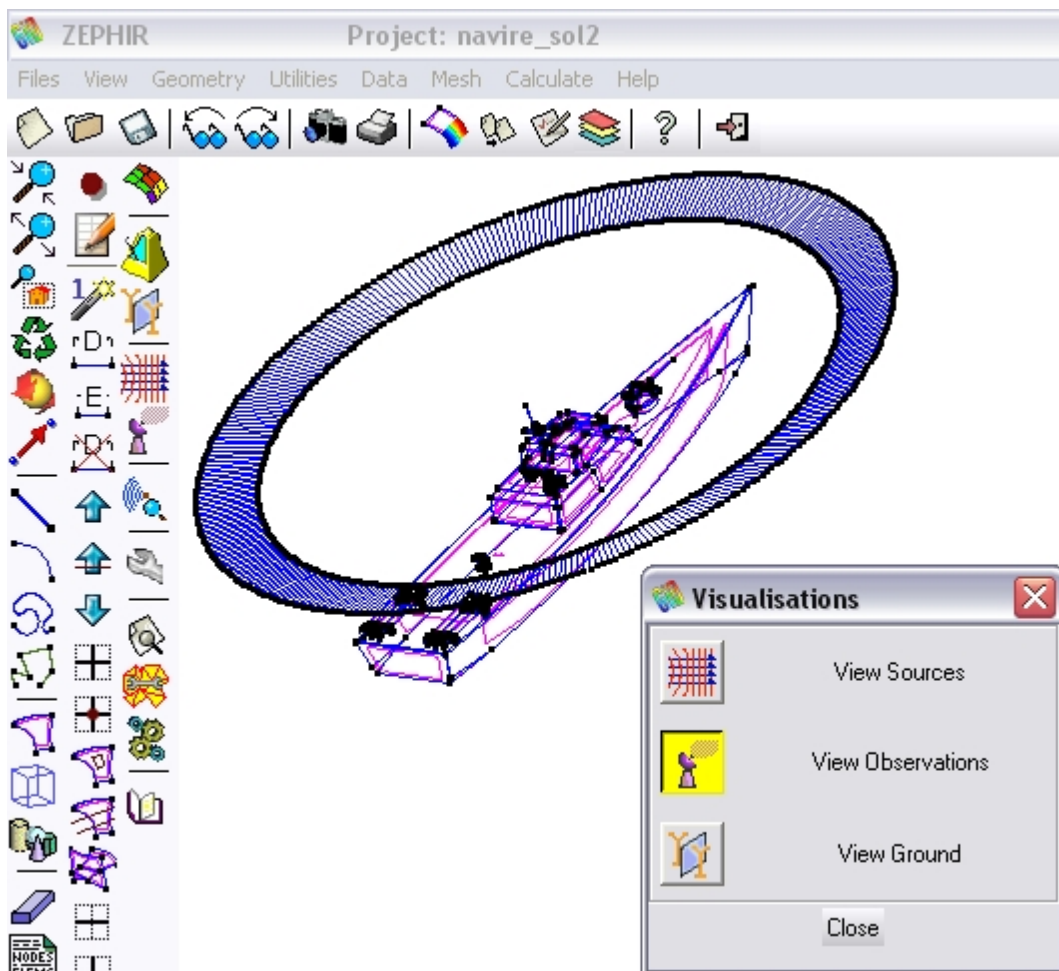 ZEPHIR Project: navire_sol2
Files View Geometry Utilities Data Mesh Calculate Help
?
1
D
E
D
NODES
ELEMS
Visualisations
View Sources
View Observations
View Ground
Close